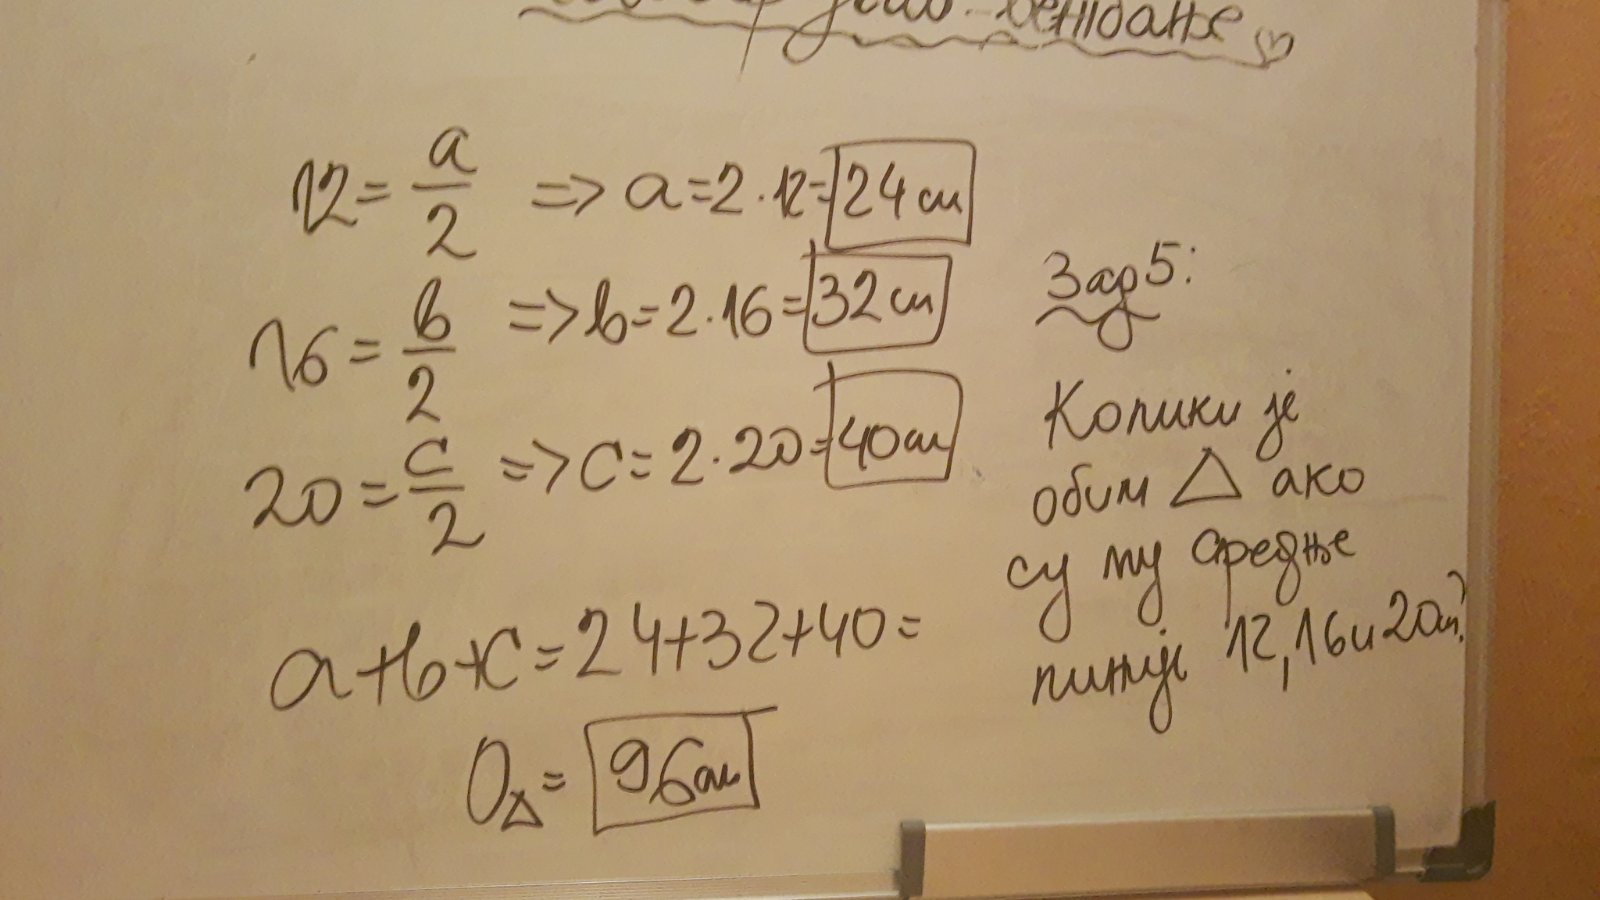 вежбање
12 = a/2 => a = 2 · 12 = 24 cm
16 = b/2 => b = 2 · 16 = 32 cm
20 = c/2 => c = 2 · 20 = 40 cm
a + b + c = 24 + 32 + 40 =
O△ = 96 cm
Зад 5:
Колики је
обим △ ако
су му средње
линије 12, 16 и 20 cm?